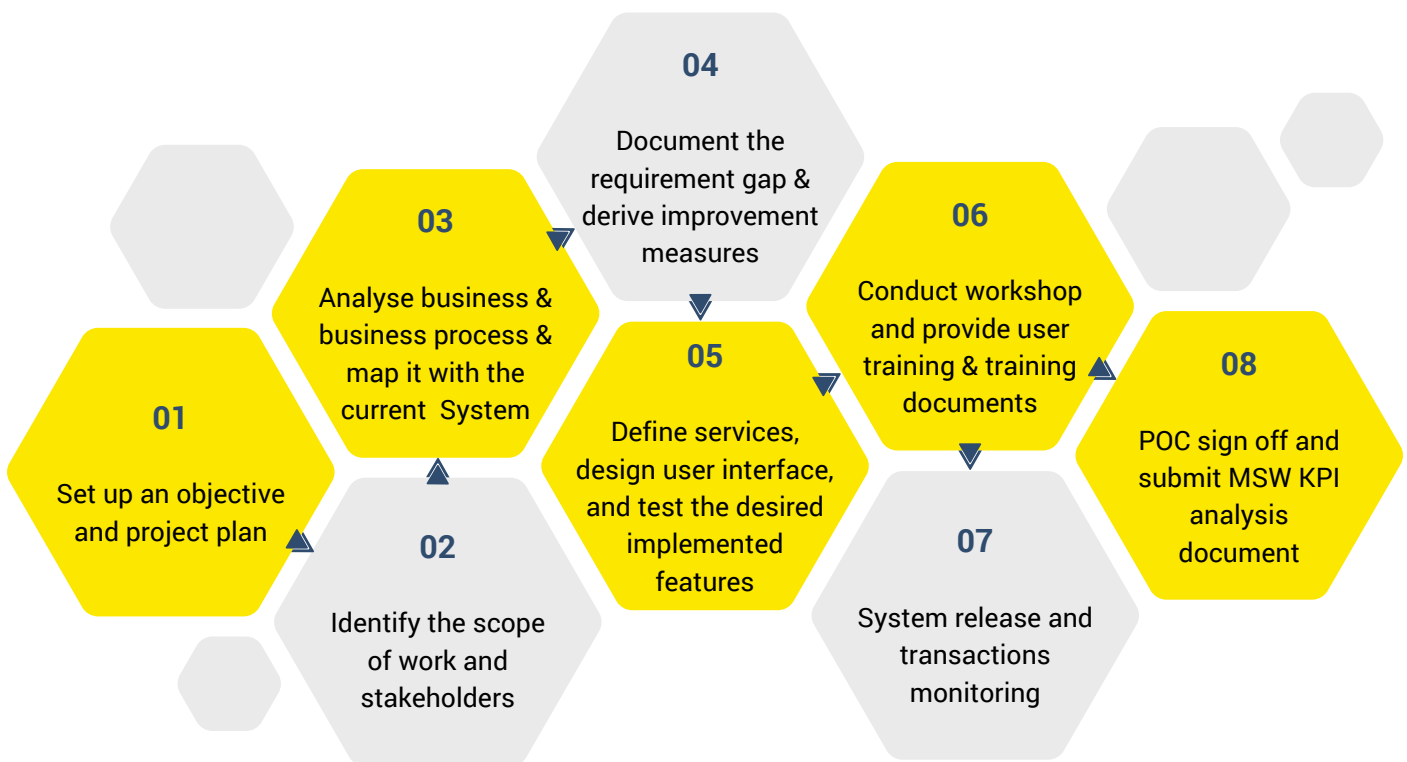 01
Set up an objective
and project plan
02
Identify the scope
of work and
stakeholders
03
Analyse business &
business process &
map it with the
current System
04
Document the
requirement gap &
derive improvement
measures
05
Define services,
design user interface,
and test the desired
implemented
features
06
Conduct workshop
and provide user
training & training
documents
07
System release and
transactions
monitoring
08
POC sign off and
submit MSW KPI
analysis
document